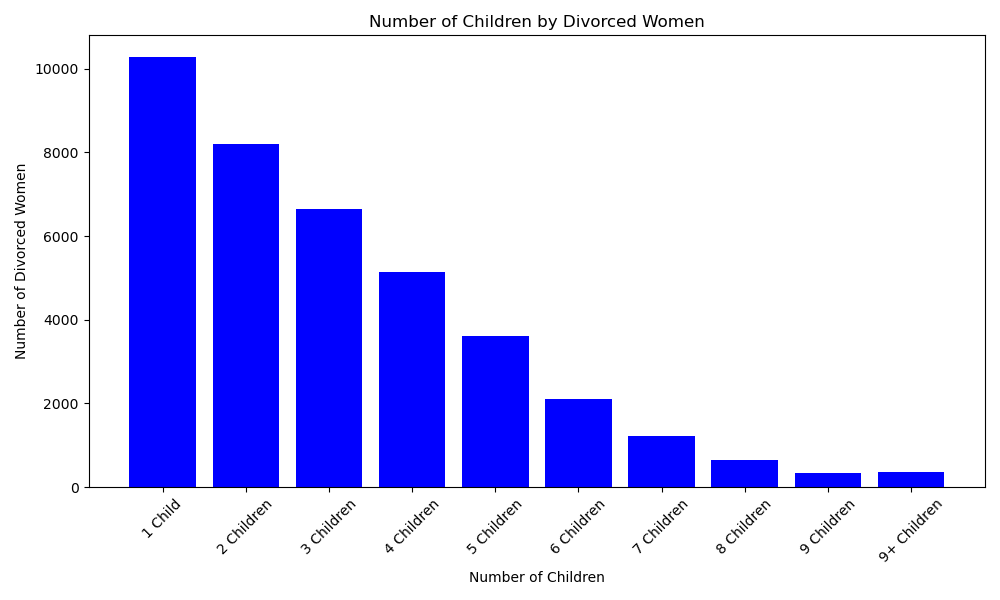 Number of Children by Divorced Women
Number of Divorced Women
10000
8000
6000
4000
2000
0
1 Child
2 Children
3 Children
4 Children
5 Children
6 Children
7 Children
8 Children
9 Children
9+ Children
Number of Children